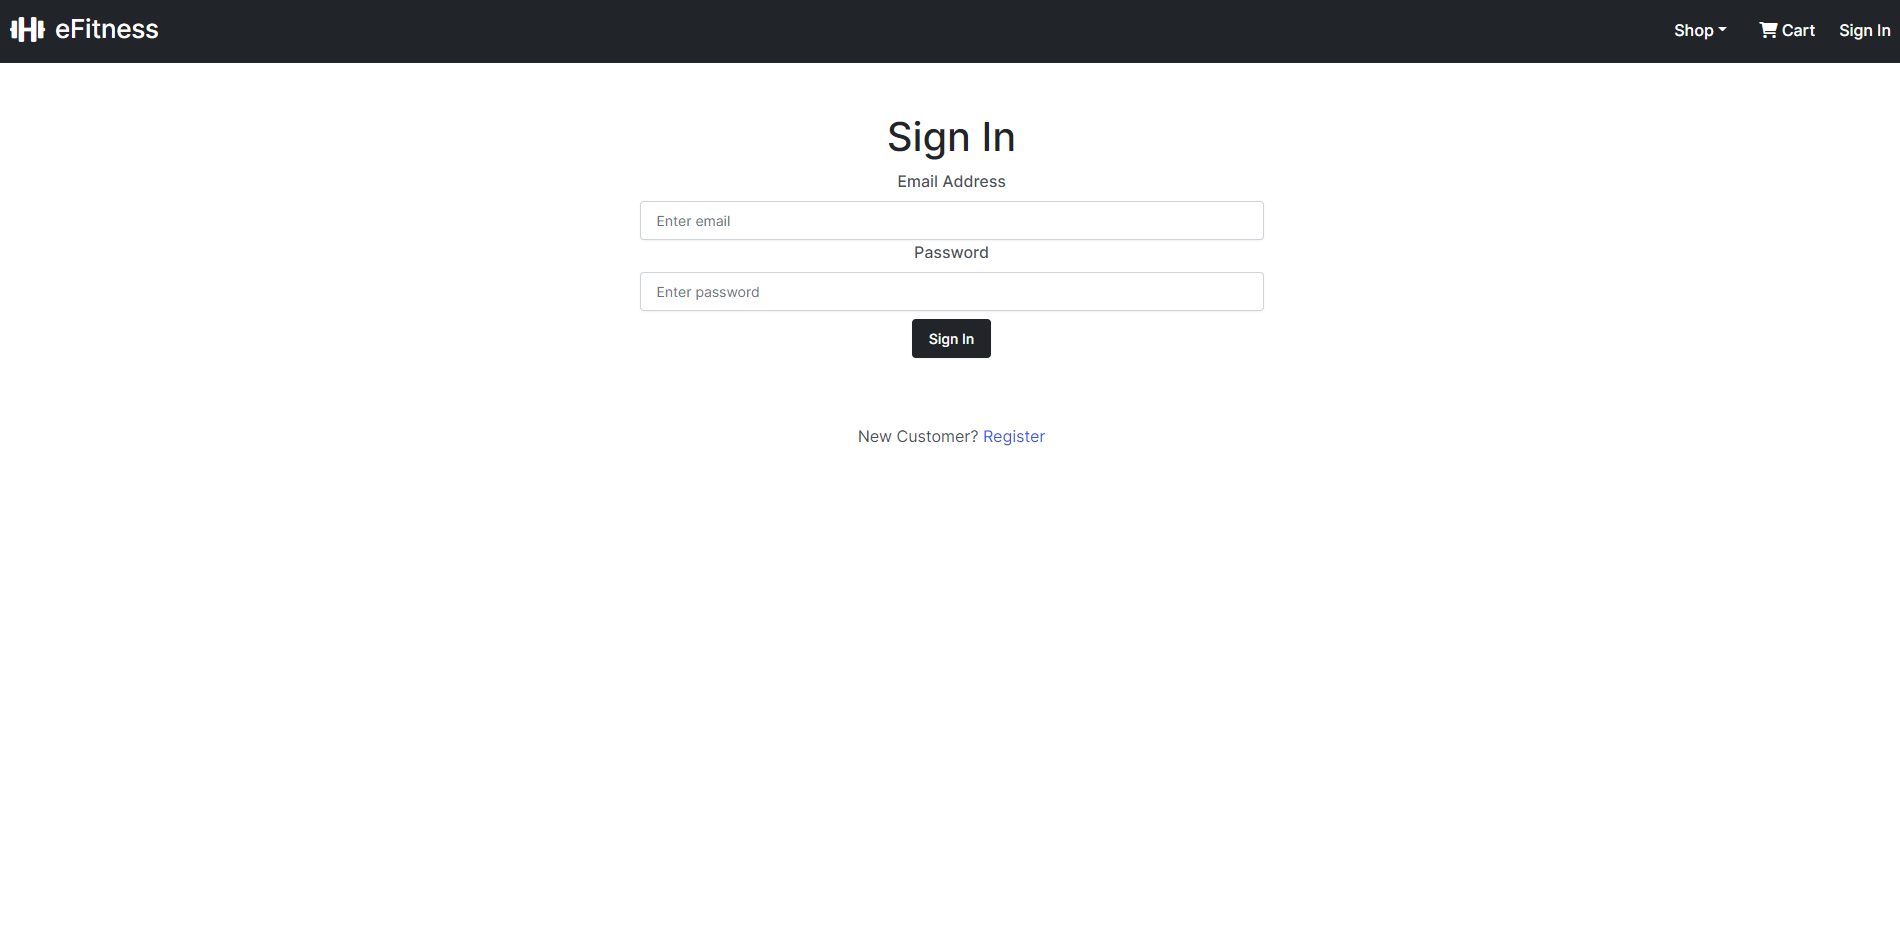 eFitness
Shop Cart Sign In
Sign In
Email Address
Enter email
Password
Enter password
Sign In
New Customer? Register